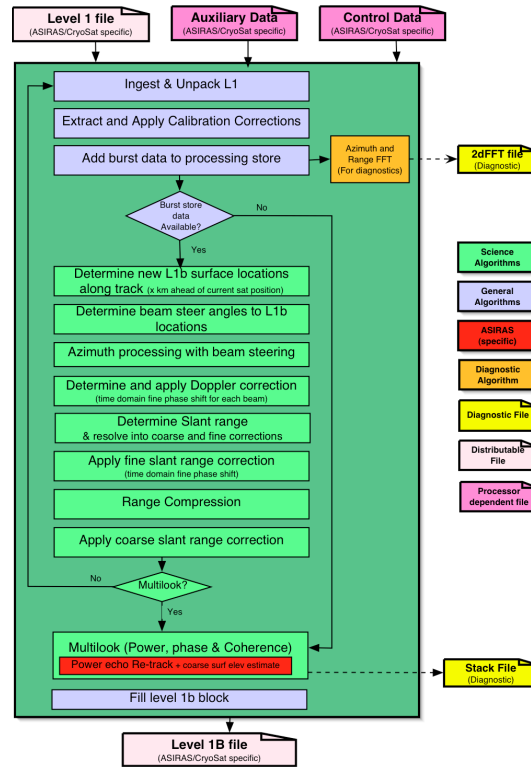 Level 1 file
(ASIRAS/CryoSat specific)
Auxiliary Data
(ASIRAS/CryoSat specific)
Control Data
(ASIRAS/CryoSat specific)
Ingest & Unpack L1
Extract and Apply Calibration Corrections
Add burst data to processing store
Azimuth and
Range FFT
(For diagnostics)
2dFFT file
(Diagnostic)
Burst store
data
Available?
No
Yes
Determine new L1b surface locations
along track (x km ahead of current sat position)
Determine beam steer angles to L1b
locations
Azimuth processing with beam steering
Determine and apply Doppler correction
(time domain fine phase shift for each beam)
Determine Slant range
& resolve into coarse and fine corrections
Apply fine slant range correction
(time domain fine phase shift)
Range Compression
Apply coarse slant range correction
No
Multilook?
Yes
Multilook (Power, phase & Coherence)
Power echo Re-track + coarse surf elev estimate
Stack File
(Diagnostic)
Fill level 1b block
Level 1B file
(ASIRAS/CryoSat specific)
Science
Algorithms
General
Algorithms
ASIRAS
(specific)
Diagnostic
Algorithm
Diagnostic File
Distributable
File
Processor
dependent file